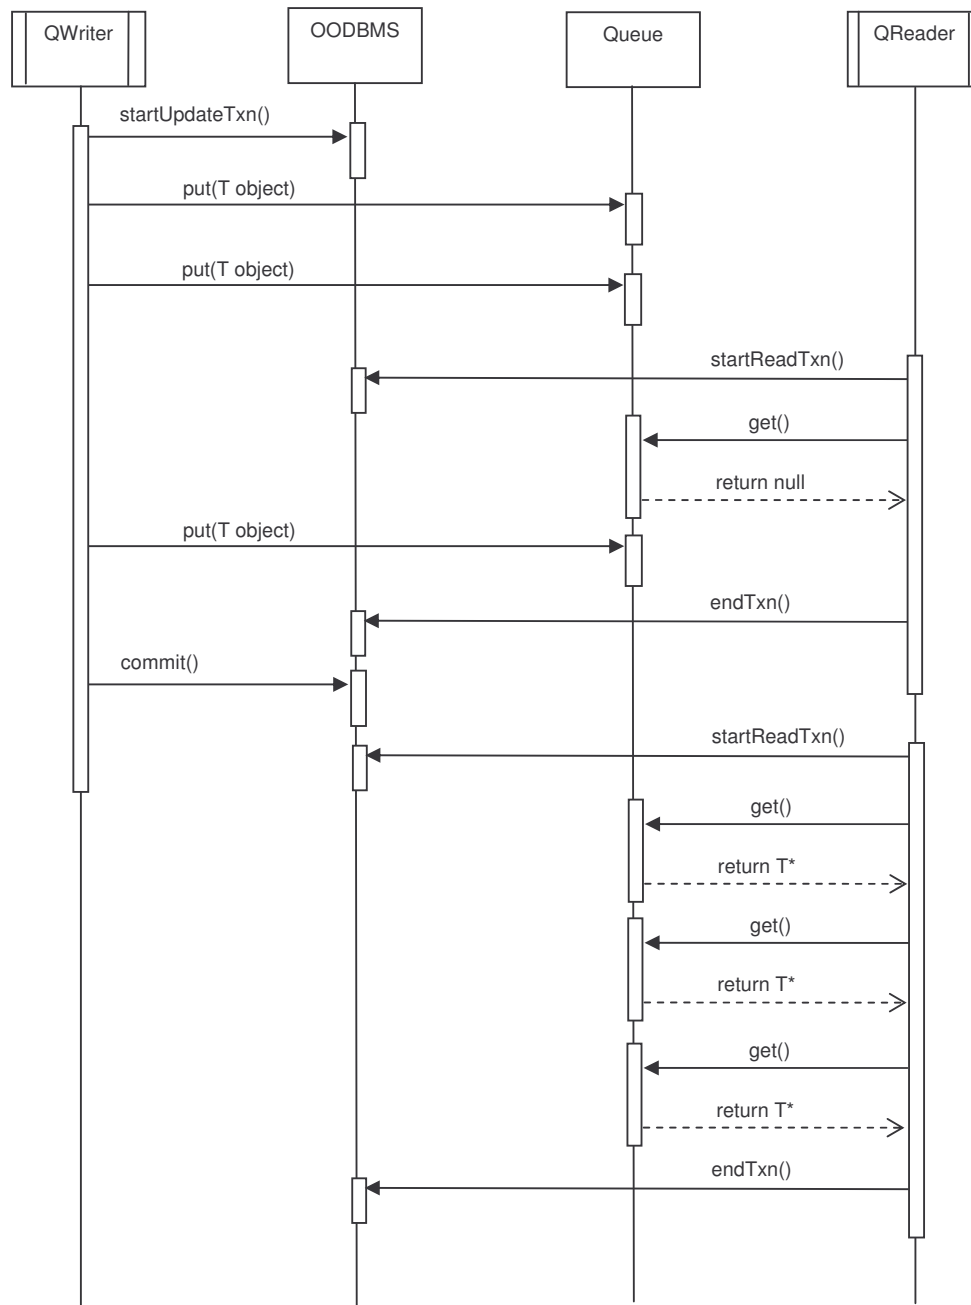 QWriter
OODBMS
Queue
QReader
startUpdateTxn()
put(T object)
put(T object)
startReadTxn()
get()
return null
put(T object)
endTxn()
commit()
startReadTxn()
get()
return T*
get()
return T*
get()
return T*
endTxn()